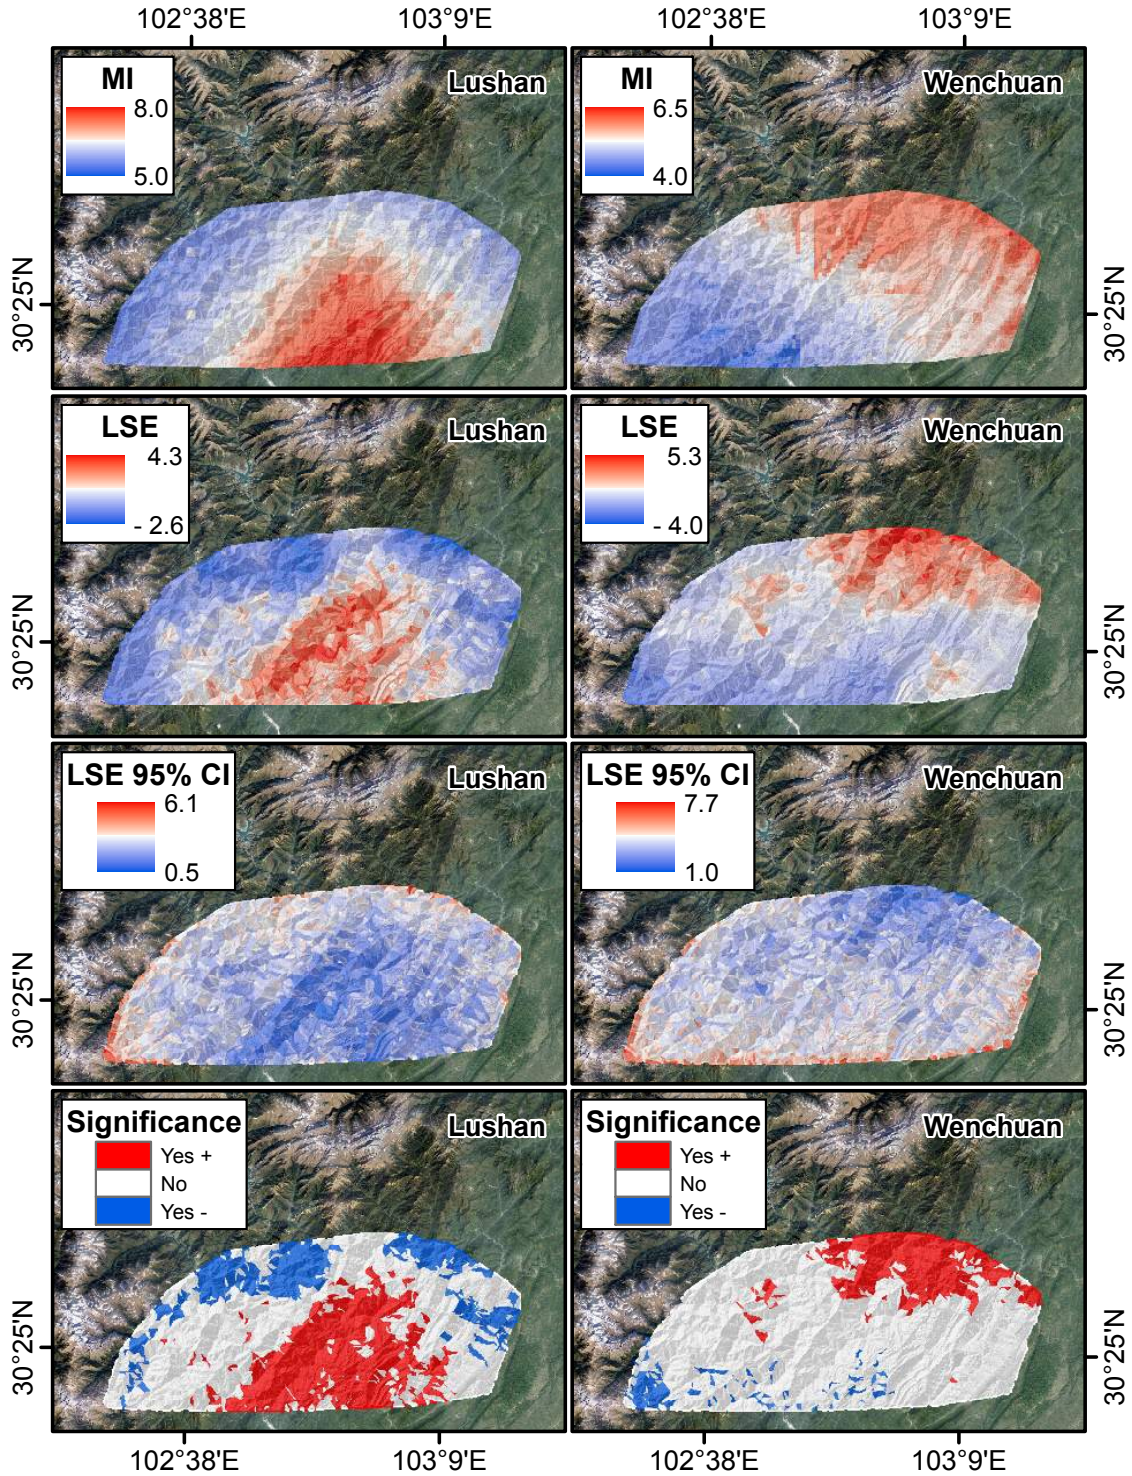 102°38'E 103°9'E 102°38'E 103°9'E
MI
8.0
5.0
Lushan
30°25'N
MI
6.5
4.0
Wenchuan
30°25'N
LSE
4.3
- 2.6
Lushan
30°25'N
LSE
5.3
- 4.0
Wenchuan
30°25'N
LSE 95% CI
6.1
0.5
Lushan
30°25'N
LSE 95% CI
7.7
1.0
Wenchuan
30°25'N
Significance
Yes +
No
Yes -
Lushan
30°25'N
Significance
Yes +
No
Yes -
Wenchuan
30°25'N
102°38'E 103°9'E 102°38'E 103°9'E